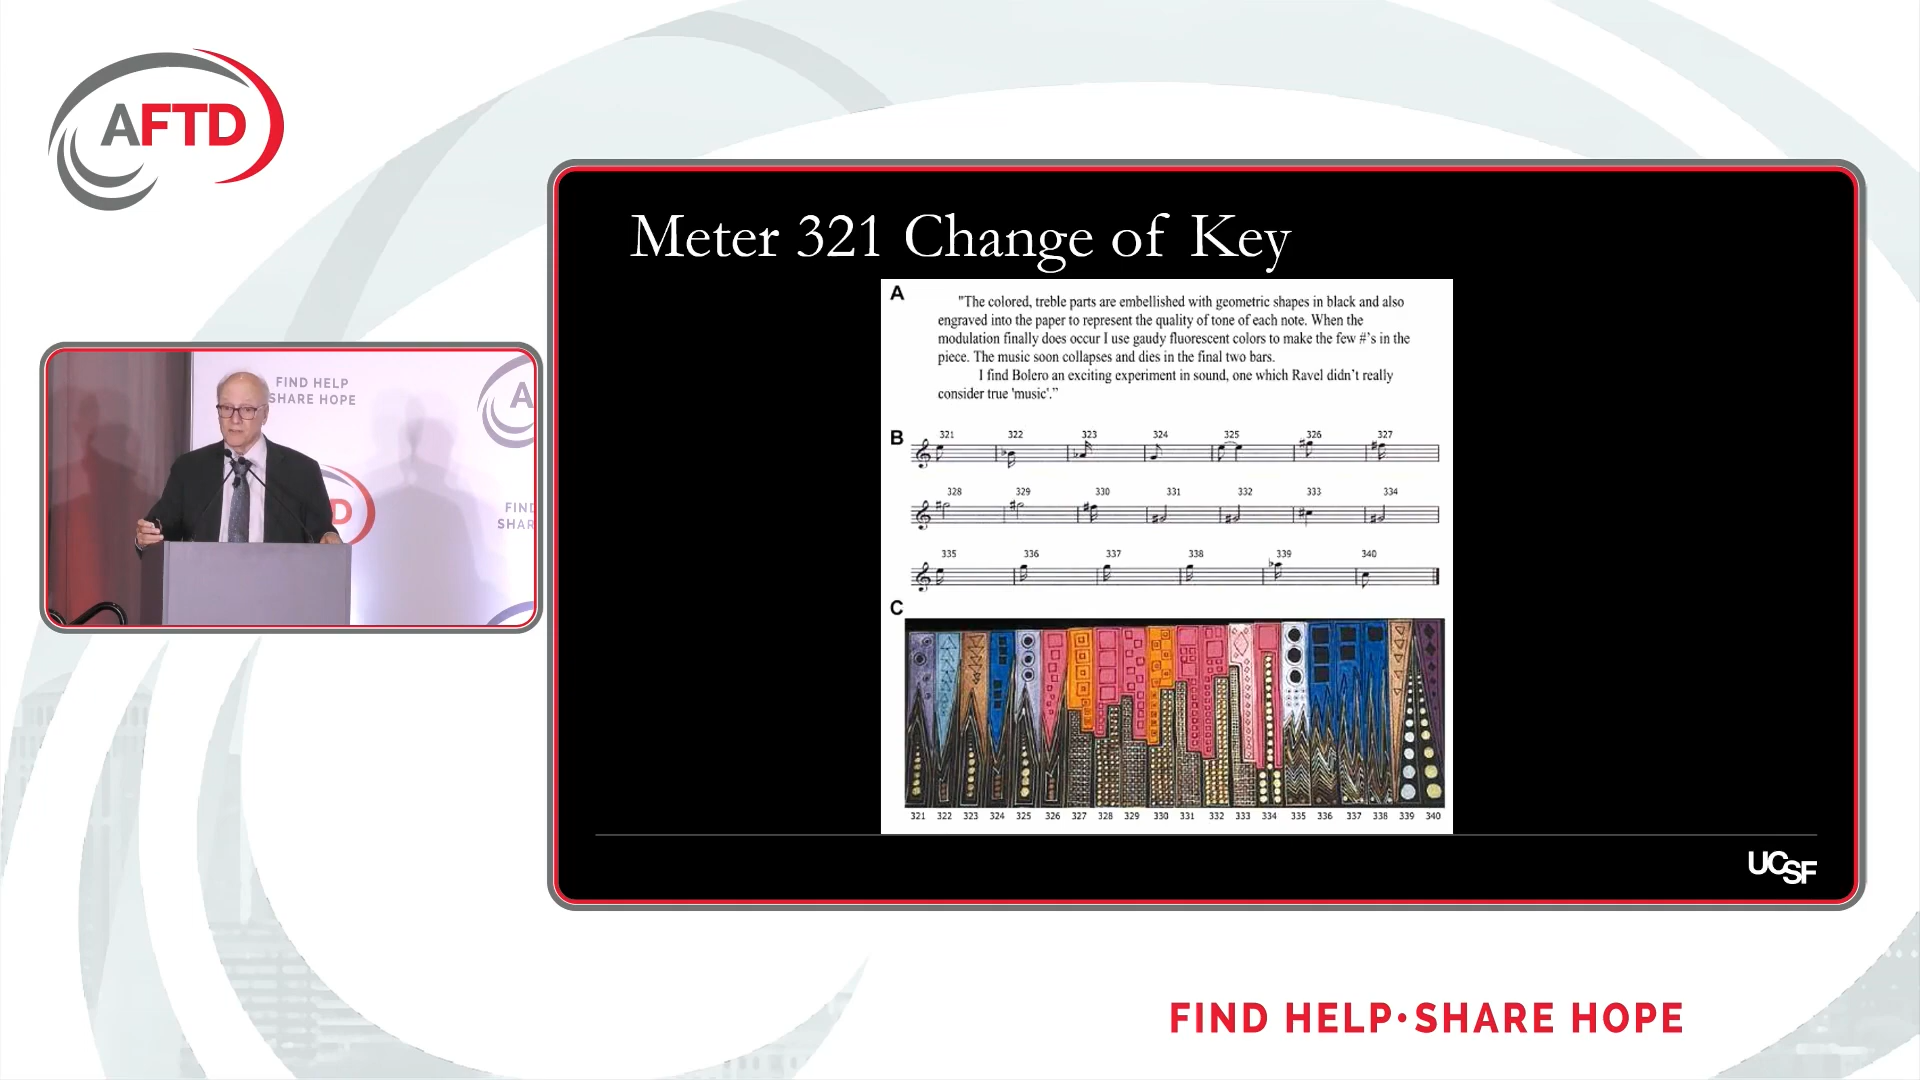 AFTD
Meter 321 Change of Key
A
"The colored, treble parts are embellished with geometric shapes in black and also
engraved into the paper to represent the quality of tone of each note. When the
modulation finally does occur I use gaudy fluorescent colors to make the few #'s in the
piece. The music soon collapses and dies in the final two bars.
I find Bolero an exciting experiment in sound, one which Ravel didn't really
consider true 'music'."
B
321 322 323 324 325 326 327
328 329 330 331 332 333 334
335 336 337 338 339 340
C
321 322 323 324 325 326 327 328 329 330 331 332 333 334 335 336 337 338 339 340
UCSF
FIND HELP
SHARE HOPE
A
D
FIND
SHAR
FIND HELP•SHARE HOPE